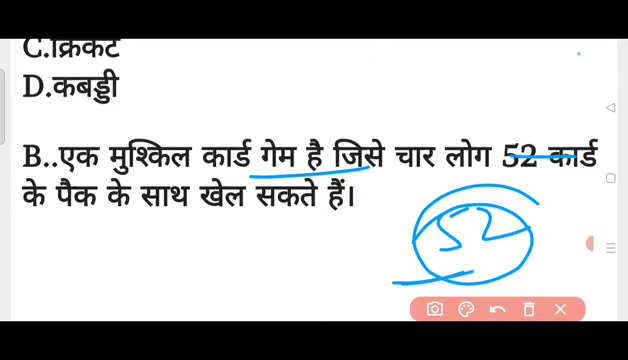 C.क्रिकेट
D.कबड्डी
B..एक मुश्किल कार्ड गेम है जिसे चार लोग 52 कार्ड
के पैक के साथ खेल सकते हैं।
52